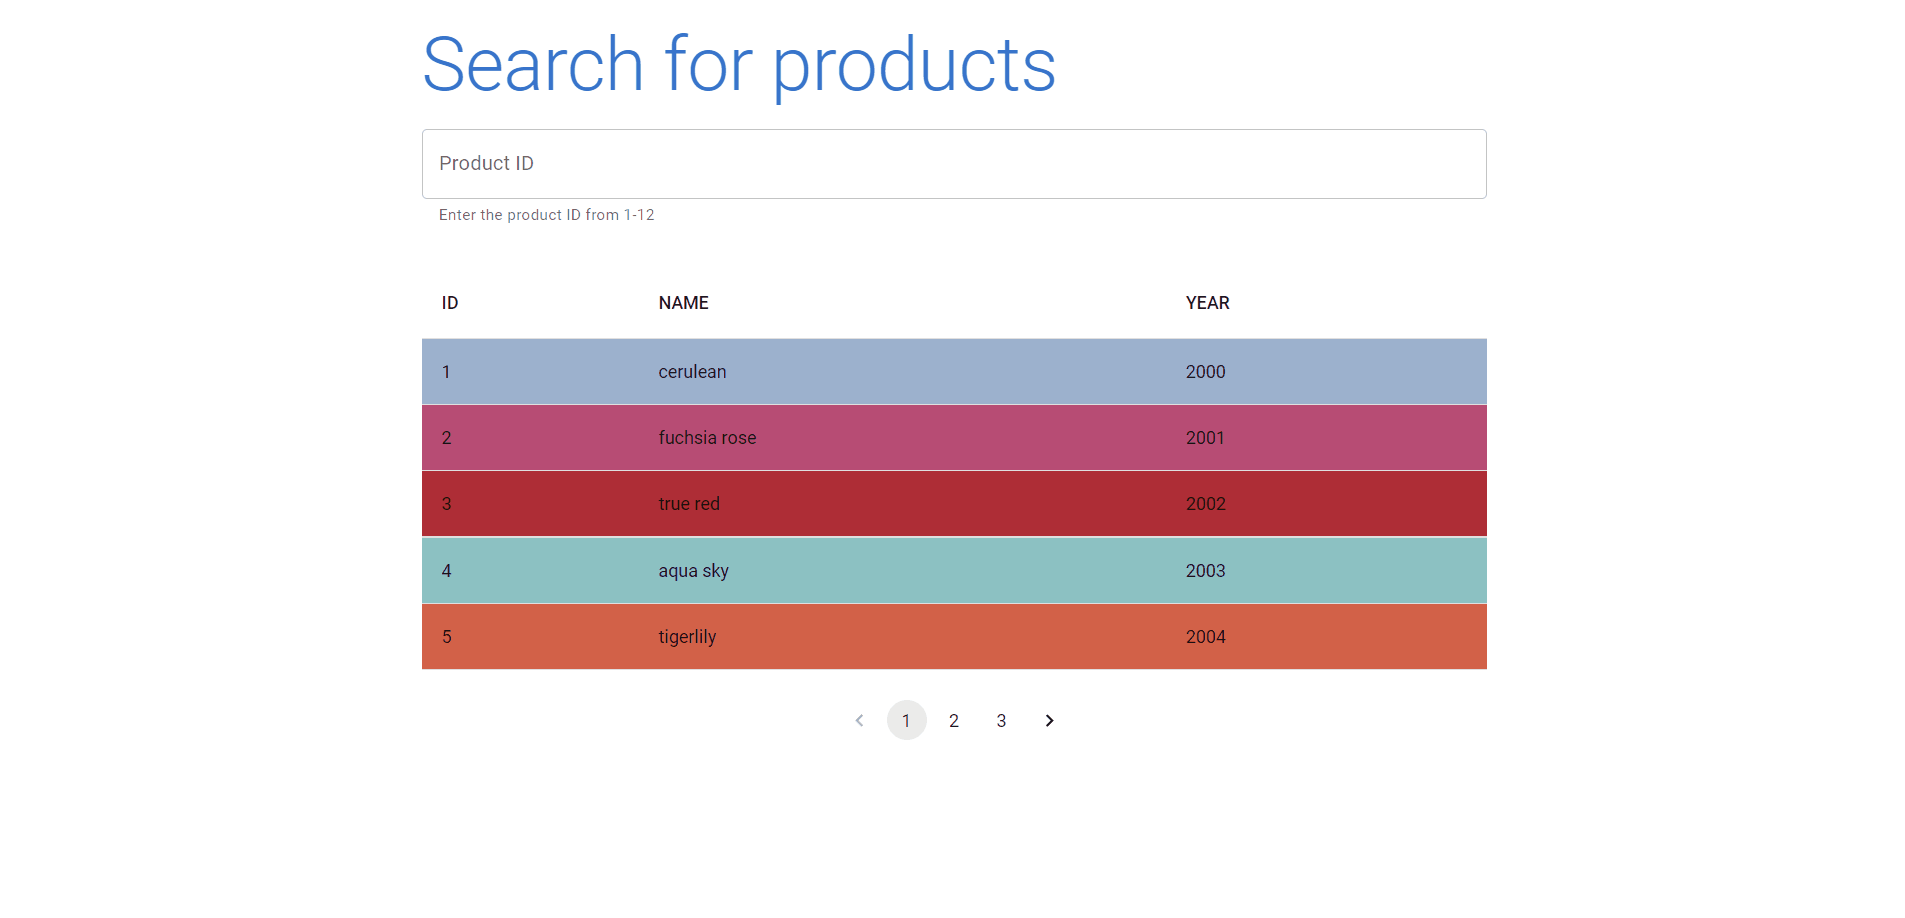 Search for products
Product ID
Enter the product ID from 1-12
ID NAME YEAR
1 cerulean 2000
2 fuchsia rose 2001
3 true red 2002
4 aqua sky 2003
5 tigerlily 2004
1 2 3